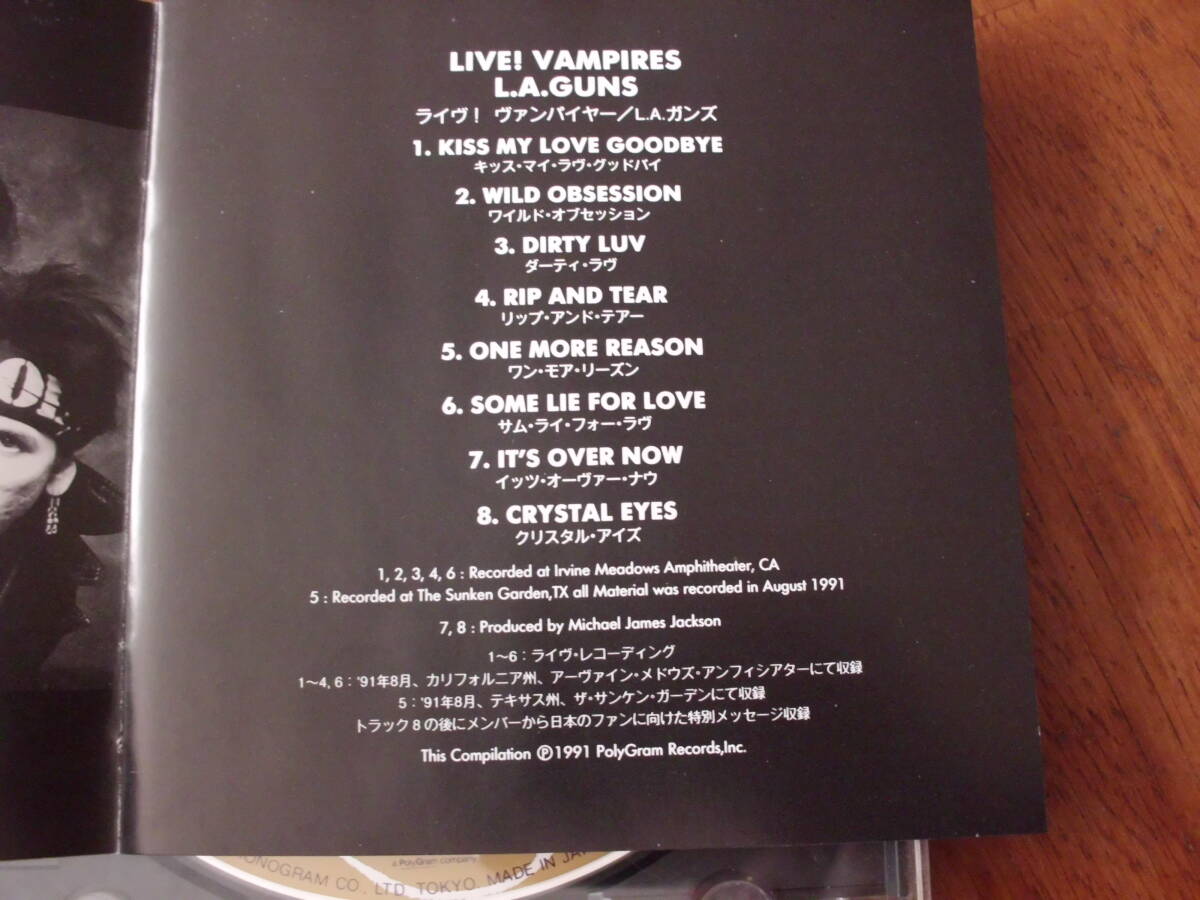 LIVE! VAMPIRES
L.A.GUNS
ライヴ! ヴァンパイヤー/L.A.ガンズ
1. KISS MY LOVE GOODBYE
キッス・マイ・ラヴ・グッドバイ
2. WILD OBSESSION
ワイルド・オブセッション
3. DIRTY LUV
ダーティ・ラヴ
4. RIP AND TEAR
リップ・アンド・テアー
5. ONE MORE REASON
ワン・モア・リーズン
6. SOME LIE FOR LOVE
サム・ライ・フォー・ラヴ
7. IT'S OVER NOW
イッツ・オーヴァー・ナウ
8. CRYSTAL EYES
クリスタル・アイズ
1, 2, 3, 4, 6 : Recorded at Irvine Meadows Amphitheater, CA
5 : Recorded at The Sunken Garden,TX all Material was recorded in August 1991
7, 8 : Produced by Michael James Jackson
1〜6:ライヴ・レコーディング
1〜4, 6:'91年8月、カリフォルニア州、アーヴァイン・メドウズ・アンフィシアターにて収録
5:'91年8月、テキサス州、ザ・サンケン・ガーデンにて収録
トラック8の後にメンバーから日本のファンに向けた特別メッセージ収録
This Compilation Ⓟ1991 PolyGram Records,Inc.
a PolyGram company
ONOGRAM CO., LTD. TOKYO. MADE IN JA